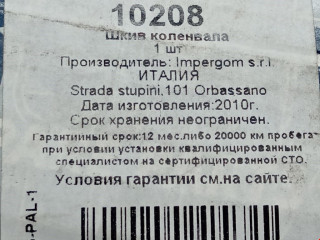 10208
Шкив коленвала
1 шт
Производитель: Impergom s.r.l
ИТАЛИЯ
Strada stupini,101 Orbassano
Дата изготовления:2010г.
Срок хранения неограничен.
Гарантийный срок:12 мес.либо 20000 км пробега
при условии установки квалифицированным
специалистом на сертифицированной СТО.
Условия гарантии см.на сайте.
-PAL-1